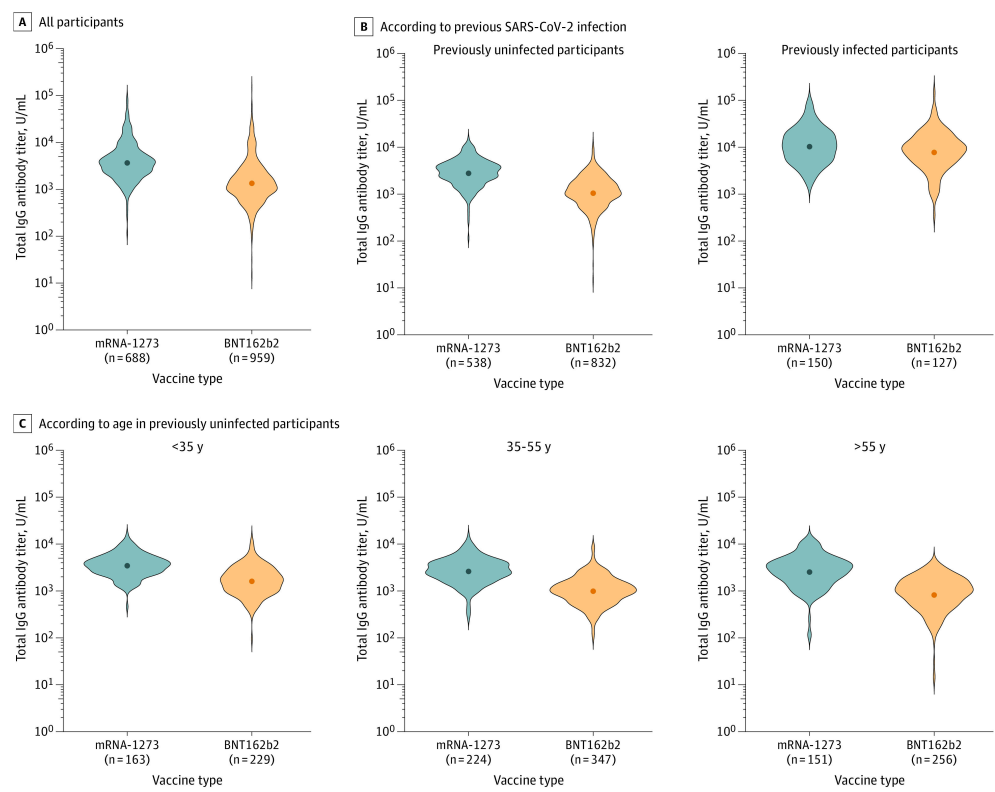 A All participants
Total IgG antibody titer, U/mL
10⁶
10⁵
10⁴
10³
10²
10¹
10⁰
mRNA-1273
(n=688)
BNT162b2
(n=959)
Vaccine type
B According to previous SARS-CoV-2 infection
Previously uninfected participants
Total IgG antibody titer, U/mL
10⁶
10⁵
10⁴
10³
10²
10¹
10⁰
mRNA-1273
(n=538)
BNT162b2
(n=832)
Vaccine type
Previously infected participants
Total IgG antibody titer, U/mL
10⁶
10⁵
10⁴
10³
10²
10¹
10⁰
mRNA-1273
(n=150)
BNT162b2
(n=127)
Vaccine type
C According to age in previously uninfected participants
<35 y
Total IgG antibody titer, U/mL
10⁶
10⁵
10⁴
10³
10²
10¹
10⁰
mRNA-1273
(n=163)
BNT162b2
(n=229)
Vaccine type
35-55 y
Total IgG antibody titer, U/mL
10⁶
10⁵
10⁴
10³
10²
10¹
10⁰
mRNA-1273
(n=224)
BNT162b2
(n=347)
Vaccine type
>55 y
Total IgG antibody titer, U/mL
10⁶
10⁵
10⁴
10³
10²
10¹
10⁰
mRNA-1273
(n=151)
BNT162b2
(n=256)
Vaccine type